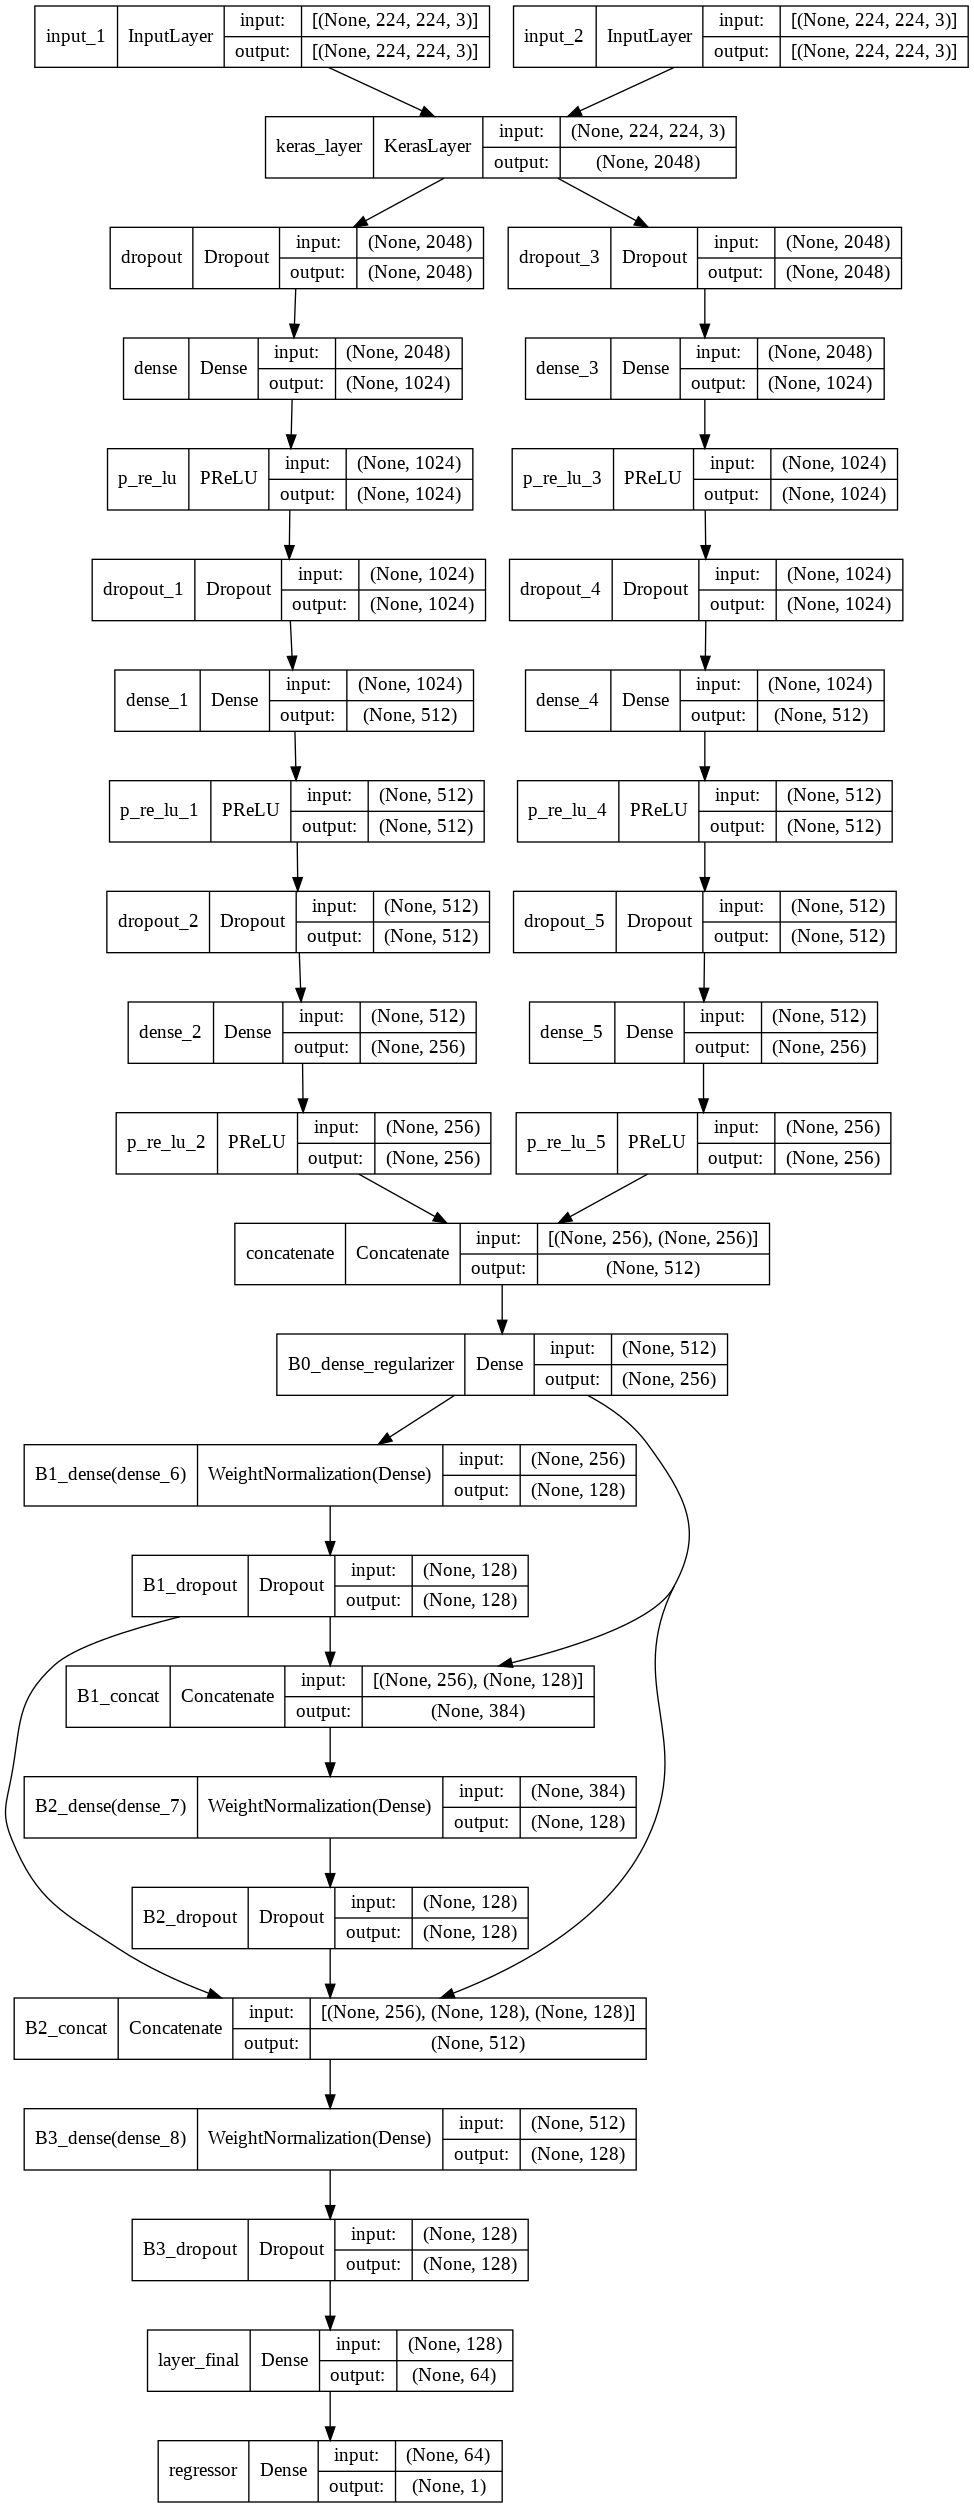 input_1 InputLayer input: [(None, 224, 224, 3)]
output: [(None, 224, 224, 3)]
input_2 InputLayer input: [(None, 224, 224, 3)]
output: [(None, 224, 224, 3)]
keras_layer KerasLayer input: (None, 224, 224, 3)
output: (None, 2048)
dropout Dropout input: (None, 2048)
output: (None, 2048)
dropout_3 Dropout input: (None, 2048)
output: (None, 2048)
dense Dense input: (None, 2048)
output: (None, 1024)
dense_3 Dense input: (None, 2048)
output: (None, 1024)
p_re_lu PReLU input: (None, 1024)
output: (None, 1024)
p_re_lu_3 PReLU input: (None, 1024)
output: (None, 1024)
dropout_1 Dropout input: (None, 1024)
output: (None, 1024)
dropout_4 Dropout input: (None, 1024)
output: (None, 1024)
dense_1 Dense input: (None, 1024)
output: (None, 512)
dense_4 Dense input: (None, 1024)
output: (None, 512)
p_re_lu_1 PReLU input: (None, 512)
output: (None, 512)
p_re_lu_4 PReLU input: (None, 512)
output: (None, 512)
dropout_2 Dropout input: (None, 512)
output: (None, 512)
dropout_5 Dropout input: (None, 512)
output: (None, 512)
dense_2 Dense input: (None, 512)
output: (None, 256)
dense_5 Dense input: (None, 512)
output: (None, 256)
p_re_lu_2 PReLU input: (None, 256)
output: (None, 256)
p_re_lu_5 PReLU input: (None, 256)
output: (None, 256)
concatenate Concatenate input: [(None, 256), (None, 256)]
output: (None, 512)
B0_dense_regularizer Dense input: (None, 512)
output: (None, 256)
B1_dense(dense_6) WeightNormalization(Dense) input: (None, 256)
output: (None, 128)
B1_dropout Dropout input: (None, 128)
output: (None, 128)
B1_concat Concatenate input: [(None, 256), (None, 128)]
output: (None, 384)
B2_dense(dense_7) WeightNormalization(Dense) input: (None, 384)
output: (None, 128)
B2_dropout Dropout input: (None, 128)
output: (None, 128)
B2_concat Concatenate input: [(None, 256), (None, 128), (None, 128)]
output: (None, 512)
B3_dense(dense_8) WeightNormalization(Dense) input: (None, 512)
output: (None, 128)
B3_dropout Dropout input: (None, 128)
output: (None, 128)
layer_final Dense input: (None, 128)
output: (None, 64)
regressor Dense input: (None, 64)
output: (None, 1)